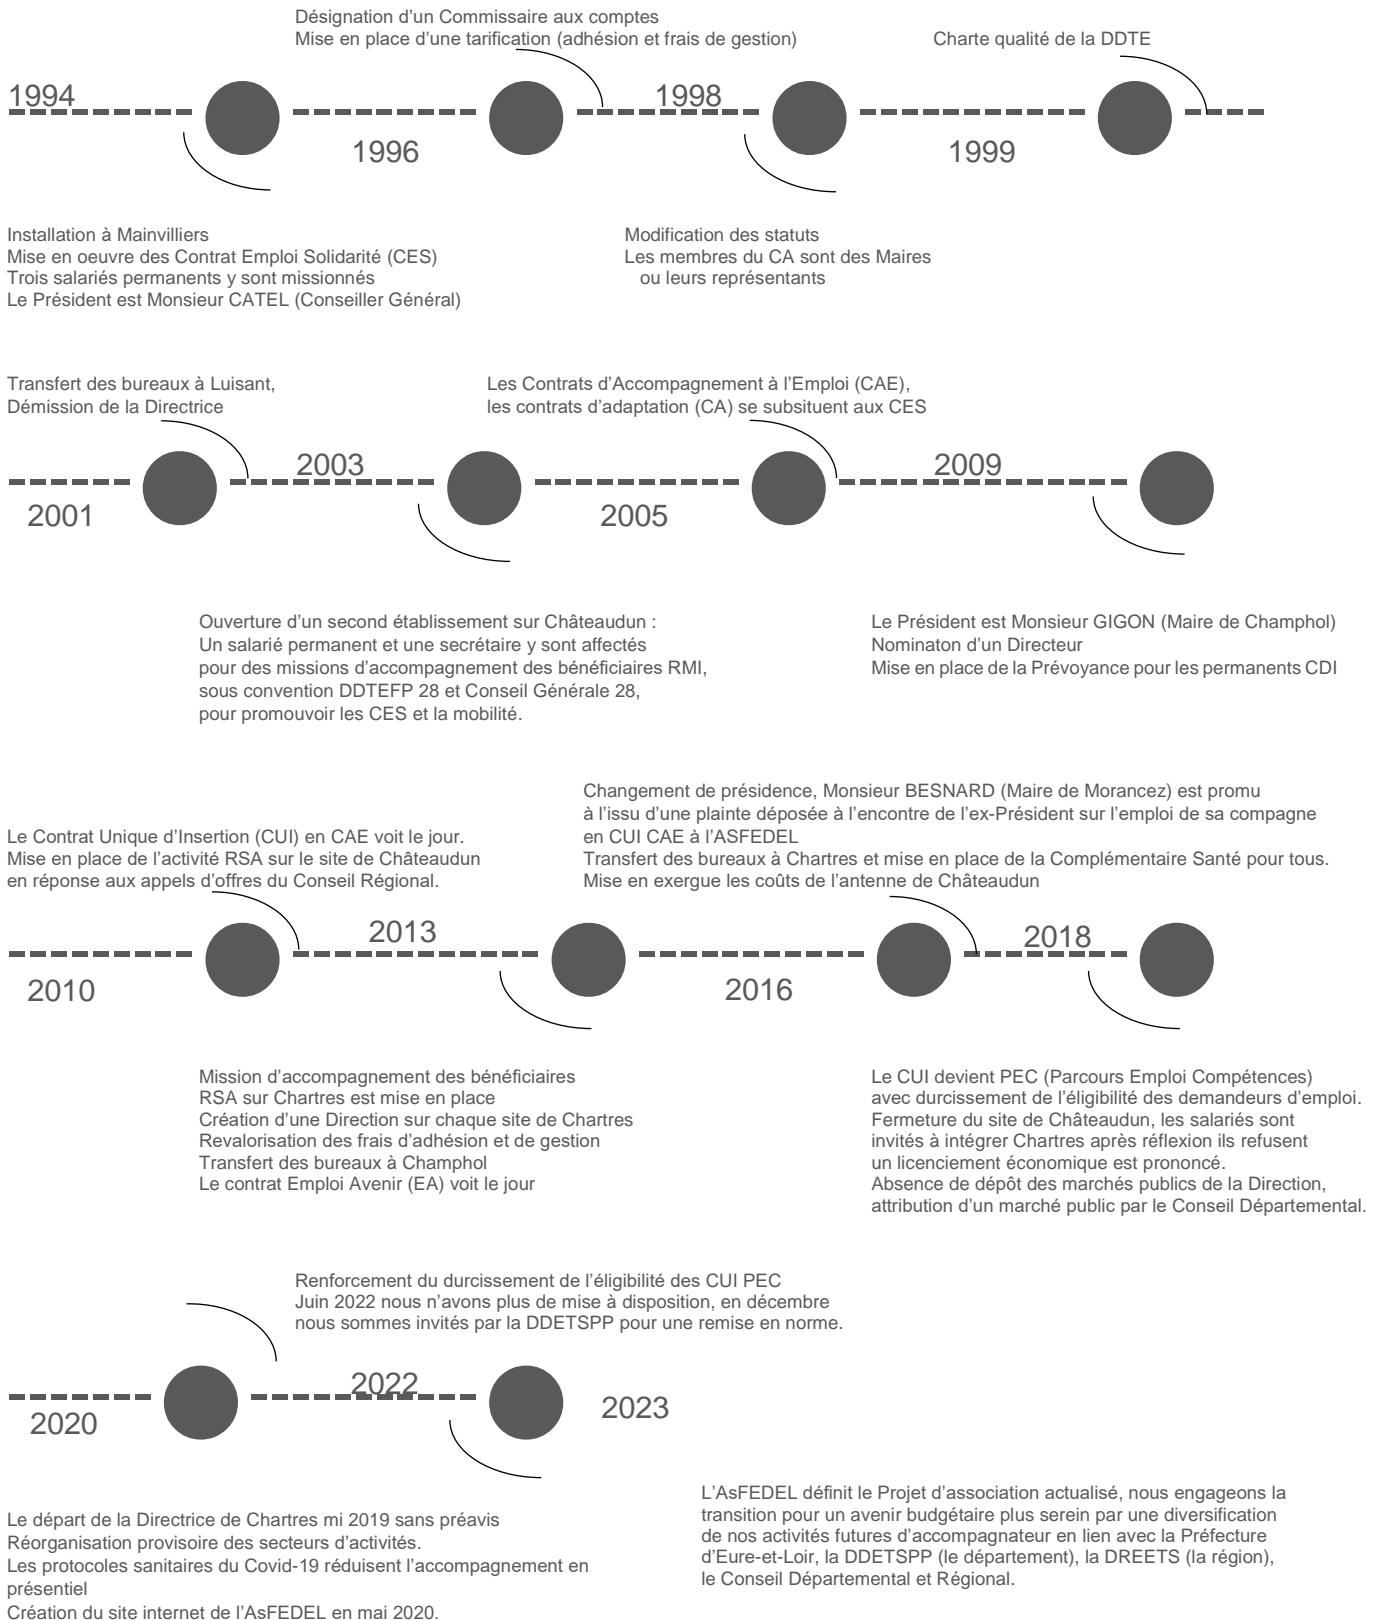 Désignation d’un Commissaire aux comptes
Mise en place d’une tarification (adhésion et frais de gestion)
Charte qualité de la DDTE
1994
1998
1996
1999
Installation à Mainvilliers
Mise en oeuvre des Contrat Emploi Solidarité (CES)
Trois salariés permanents y sont missionnés
Le Président est Monsieur CATEL (Conseiller Général)
Modification des statuts
Les membres du CA sont des Maires
ou leurs représentants
Transfert des bureaux à Luisant,
Démission de la Directrice
Les Contrats d’Accompagnement à l’Emploi (CAE),
les contrats d’adaptation (CA) se subsituent aux CES
2003
2009
2001
2005
Ouverture d’un second établissement sur Châteaudun :
Un salarié permanent et une secrétaire y sont affectés
pour des missions d’accompagnement des bénéficiaires RMI,
sous convention DDTEFP 28 et Conseil Générale 28,
pour promouvoir les CES et la mobilité.
Le Président est Monsieur GIGON (Maire de Champhol)
Nominaton d’un Directeur
Mise en place de la Prévoyance pour les permanents CDI
Le Contrat Unique d’Insertion (CUI) en CAE voit le jour.
Mise en place de l’activité RSA sur le site de Châteaudun
en réponse aux appels d’offres du Conseil Régional.
Changement de présidence, Monsieur BESNARD (Maire de Morancez) est promu
à l’issu d’une plainte déposée à l’encontre de l’ex-Président sur l’emploi de sa compagne
en CUI CAE à l’ASFEDEL
Transfert des bureaux à Chartres et mise en place de la Complémentaire Santé pour tous.
Mise en exergue les coûts de l’antenne de Châteaudun
2013
2018
2010
2016
Mission d’accompagnement des bénéficiaires
RSA sur Chartres est mise en place
Création d’une Direction sur chaque site de Chartres
Revalorisation des frais d’adhésion et de gestion
Transfert des bureaux à Champhol
Le contrat Emploi Avenir (EA) voit le jour
Le CUI devient PEC (Parcours Emploi Compétences)
avec durcissement de l’éligibilité des demandeurs d’emploi.
Fermeture du site de Châteaudun, les salariés sont
invités à intégrer Chartres après réflexion ils refusent
un licenciement économique est prononcé.
Absence de dépôt des marchés publics de la Direction,
attribution d’un marché public par le Conseil Départemental.
Renforcement du durcissement de l’éligibilité des CUI PEC
Juin 2022 nous n’avons plus de mise à disposition, en décembre
nous sommes invités par la DDETSPP pour une remise en norme.
2022
2023
2020
Le départ de la Directrice de Chartres mi 2019 sans préavis
Réorganisation provisoire des secteurs d’activités.
Les protocoles sanitaires du Covid-19 réduisent l’accompagnement en
présentiel
Création du site internet de l’AsFEDEL en mai 2020.
L’AsFEDEL définit le Projet d’association actualisé, nous engageons la
transition pour un avenir budgétaire plus serein par une diversification
de nos activités futures d’accompagnateur en lien avec la Préfecture
d’Eure-et-Loir, la DDETSPP (le département), la DREETS (la région),
le Conseil Départemental et Régional.